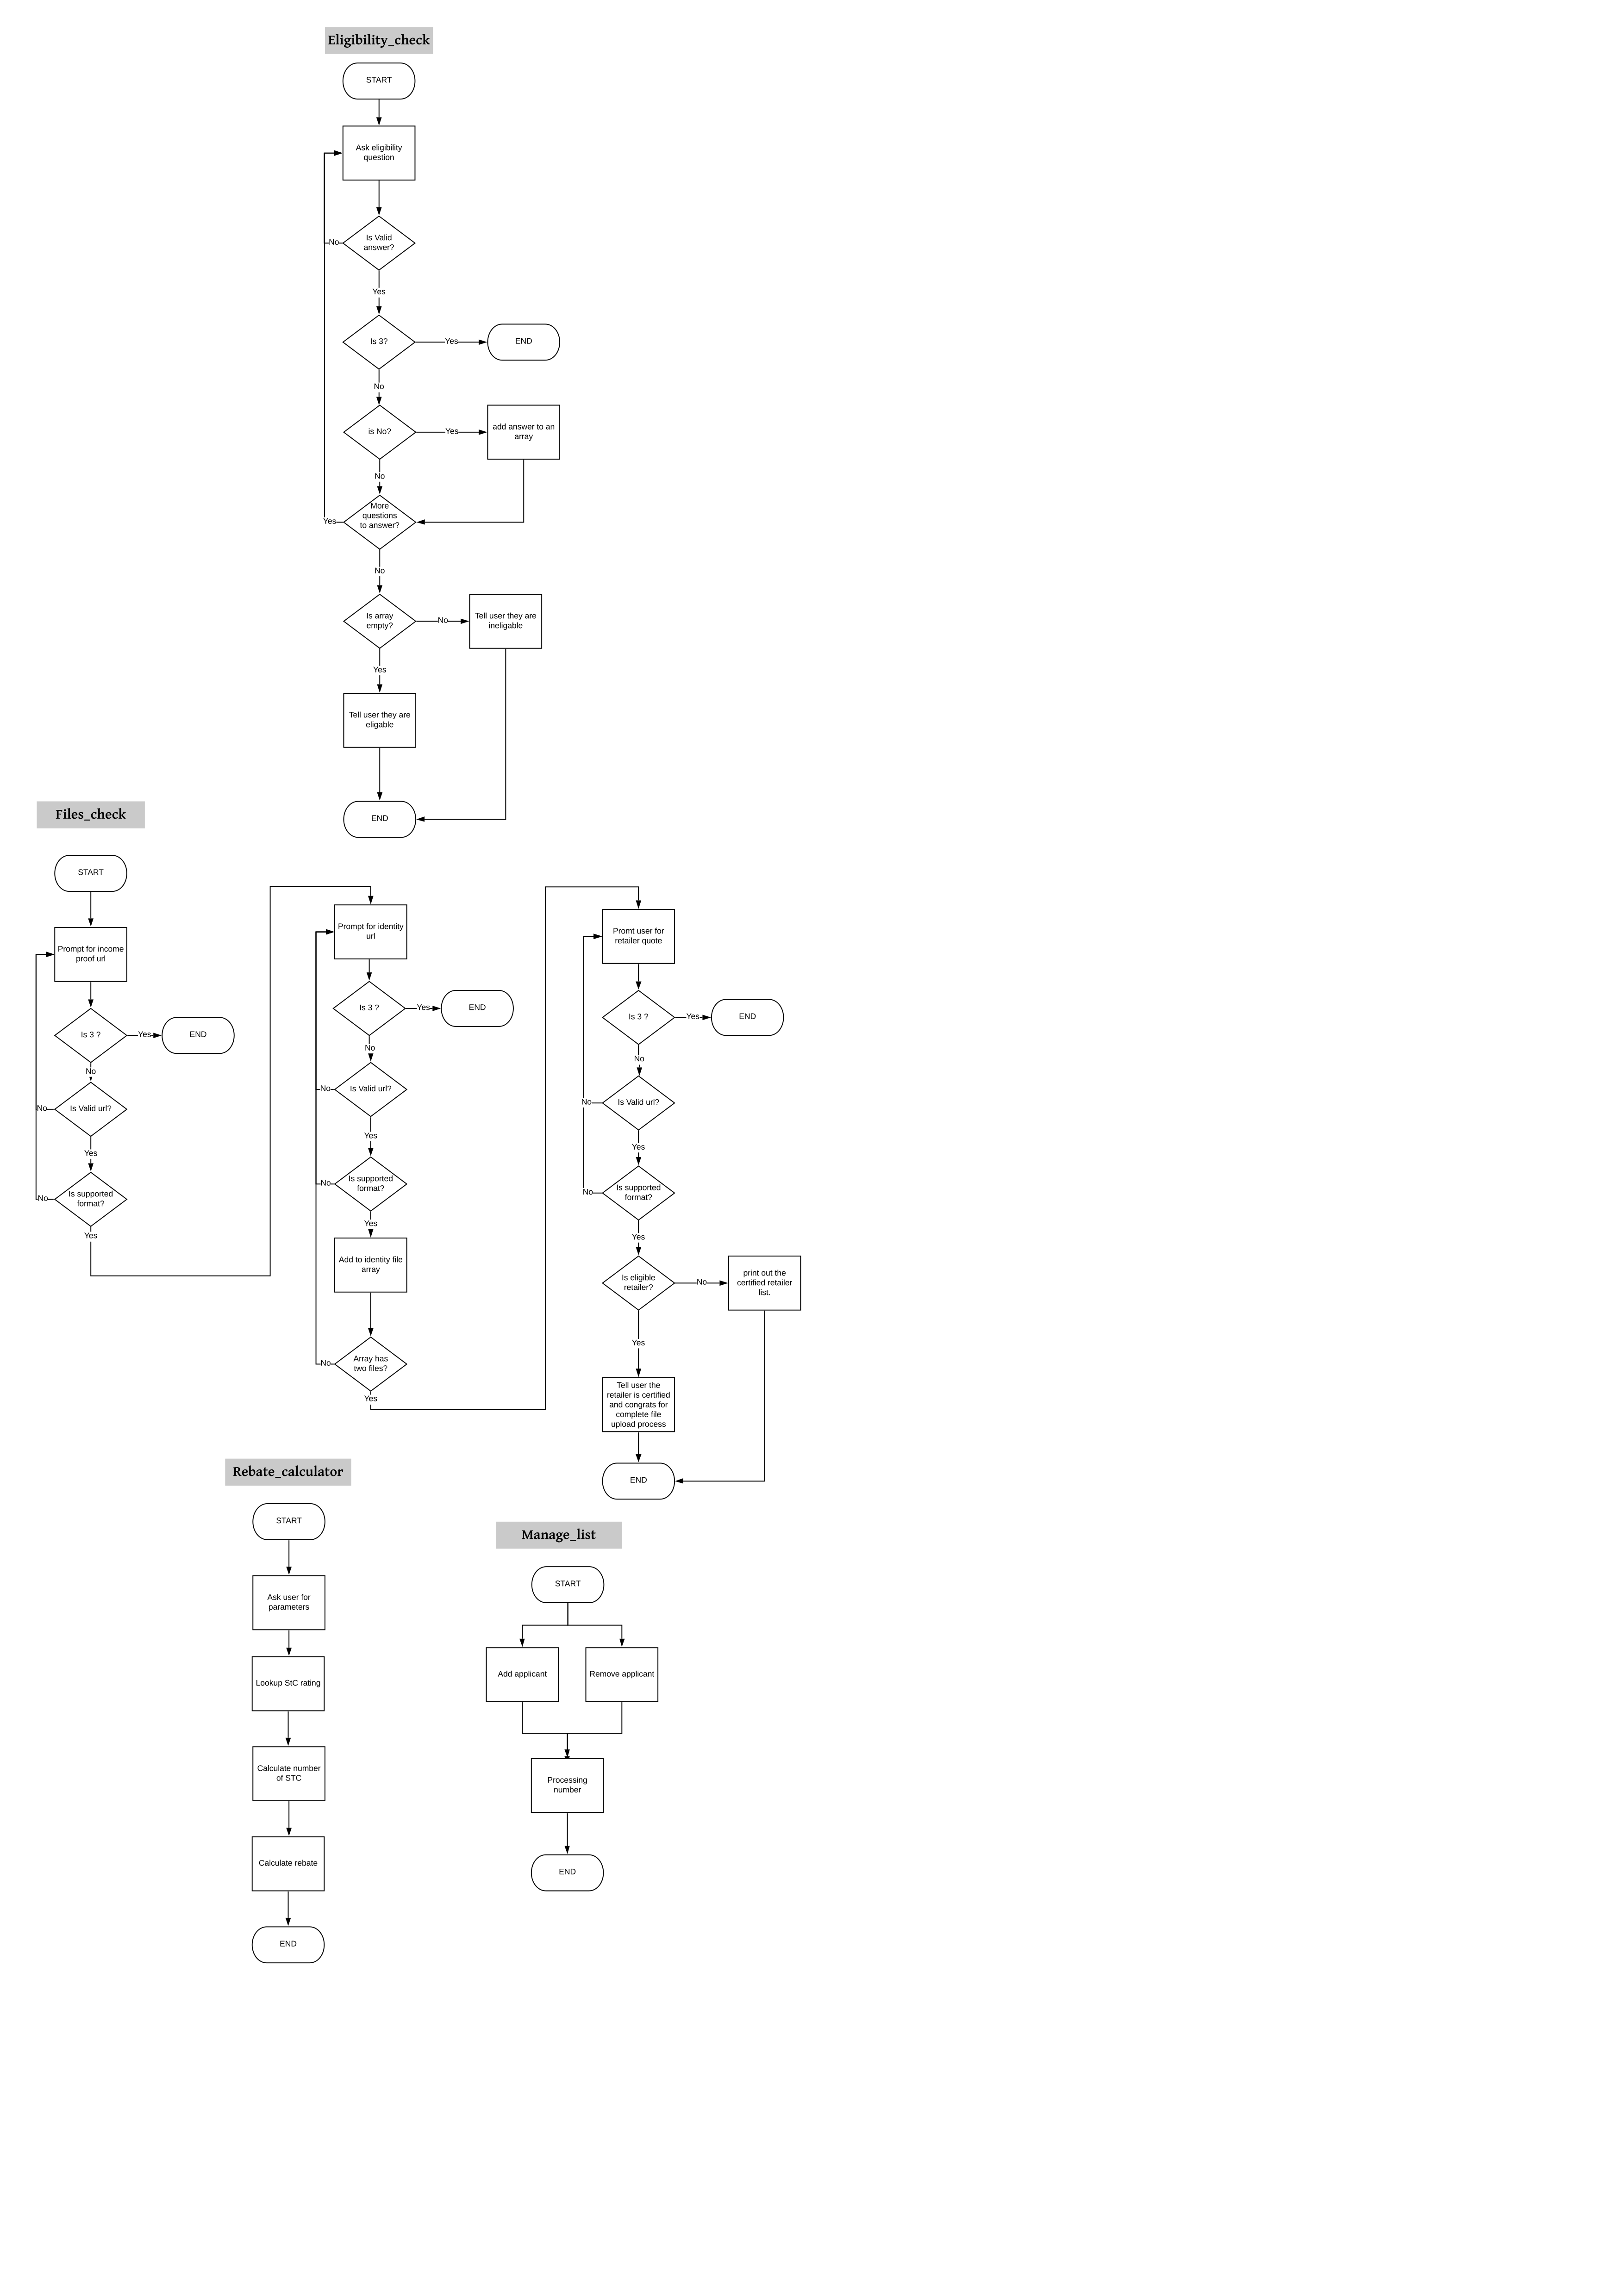 Eligibility_check
START
Ask eligibility
question
Is Valid
answer?
No
Yes
Is 3?
Yes
END
No
is No?
Yes
add answer to an
array
No
More
questions
to answer?
Yes
No
Is array
empty?
No
Tell user they are
ineligable
Yes
Tell user they are
eligable
END
Files_check
START
Prompt for income
proof url
Is 3 ?
Yes
END
No
Is Valid url?
No
Yes
Is supported
format?
No
Yes
Prompt for identity
url
Is 3 ?
Yes
END
No
Is Valid url?
No
Yes
Is supported
format?
No
Yes
Add to identity file
array
Array has
two files?
No
Yes
Promt user for
retailer quote
Is 3 ?
Yes
END
No
Is Valid url?
No
Yes
Is supported
format?
No
Yes
Is eligible
retailer?
No
print out the
certified retailer
list.
Yes
Tell user the
retailer is certified
and congrats for
complete file
upload process
END
Rebate_calculator
START
Ask user for
parameters
Lookup StC rating
Calculate number
of STC
Calculate rebate
END
Manage_list
START
Add applicant
Remove applicant
Processing
number
END